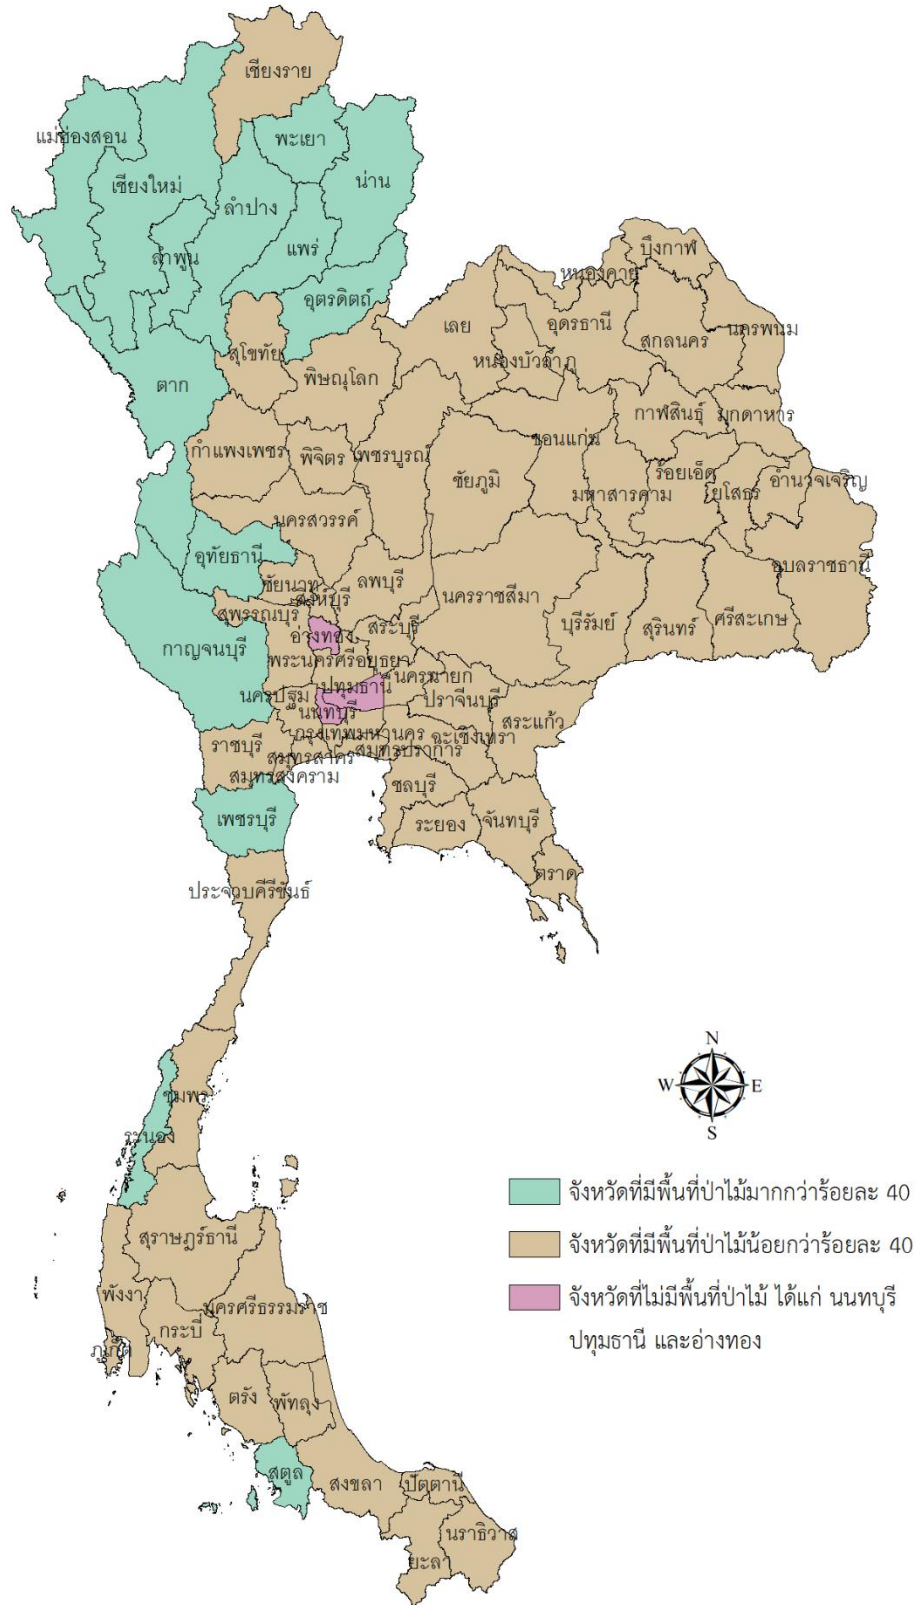 เชียงราย
แม่ฮ่องสอน
พะเยา
เชียงใหม่
น่าน
ลำปาง
แพร่
ลำพูน
อุตรดิตถ์
บึงกาฬ
หนองคาย
เลย
อุดรธานี
นครพนม
สกลนคร
สุโขทัย
หนองบัวลำภู
พิษณุโลก
ตาก
กาฬสินธุ์
มุกดาหาร
ขอนแก่น
กำแพงเพชร
พิจิตร
เพชรบูรณ์
ชัยภูมิ
ร้อยเอ็ด
อำนาจเจริญ
มหาสารคาม
ยโสธร
นครสวรรค์
อุทัยธานี
อุบลราชธานี
ชัยนาท
ลพบุรี
สิงห์บุรี
นครราชสีมา
สุพรรณบุรี
บุรีรัมย์
สุรินทร์
ศรีสะเกษ
อ่างทอง
สระบุรี
กาญจนบุรี
พระนครศรีอยุธยา
นครนายก
ปทุมธานี
นครปฐม
ปราจีนบุรี
นนทบุรี
สระแก้ว
กรุงเทพมหานคร
ฉะเชิงเทรา
ราชบุรี
สมุทรสาคร
สมุทรปราการ
สมุทรสงคราม
ชลบุรี
เพชรบุรี
ระยอง
จันทบุรี
ตราด
ประจวบคีรีขันธ์
N
W
E
S
ชุมพร
ระนอง
จังหวัดที่มีพื้นที่ป่าไม้มากกว่าร้อยละ 40
จังหวัดที่มีพื้นที่ป่าไม้น้อยกว่าร้อยละ 40
จังหวัดที่ไม่มีพื้นที่ป่าไม้ ได้แก่ นนทบุรี
ปทุมธานี และอ่างทอง
สุราษฎร์ธานี
พังงา
นครศรีธรรมราช
กระบี่
ภูเก็ต
ตรัง
พัทลุง
สตูล
สงขลา
ปัตตานี
นราธิวาส
ยะลา